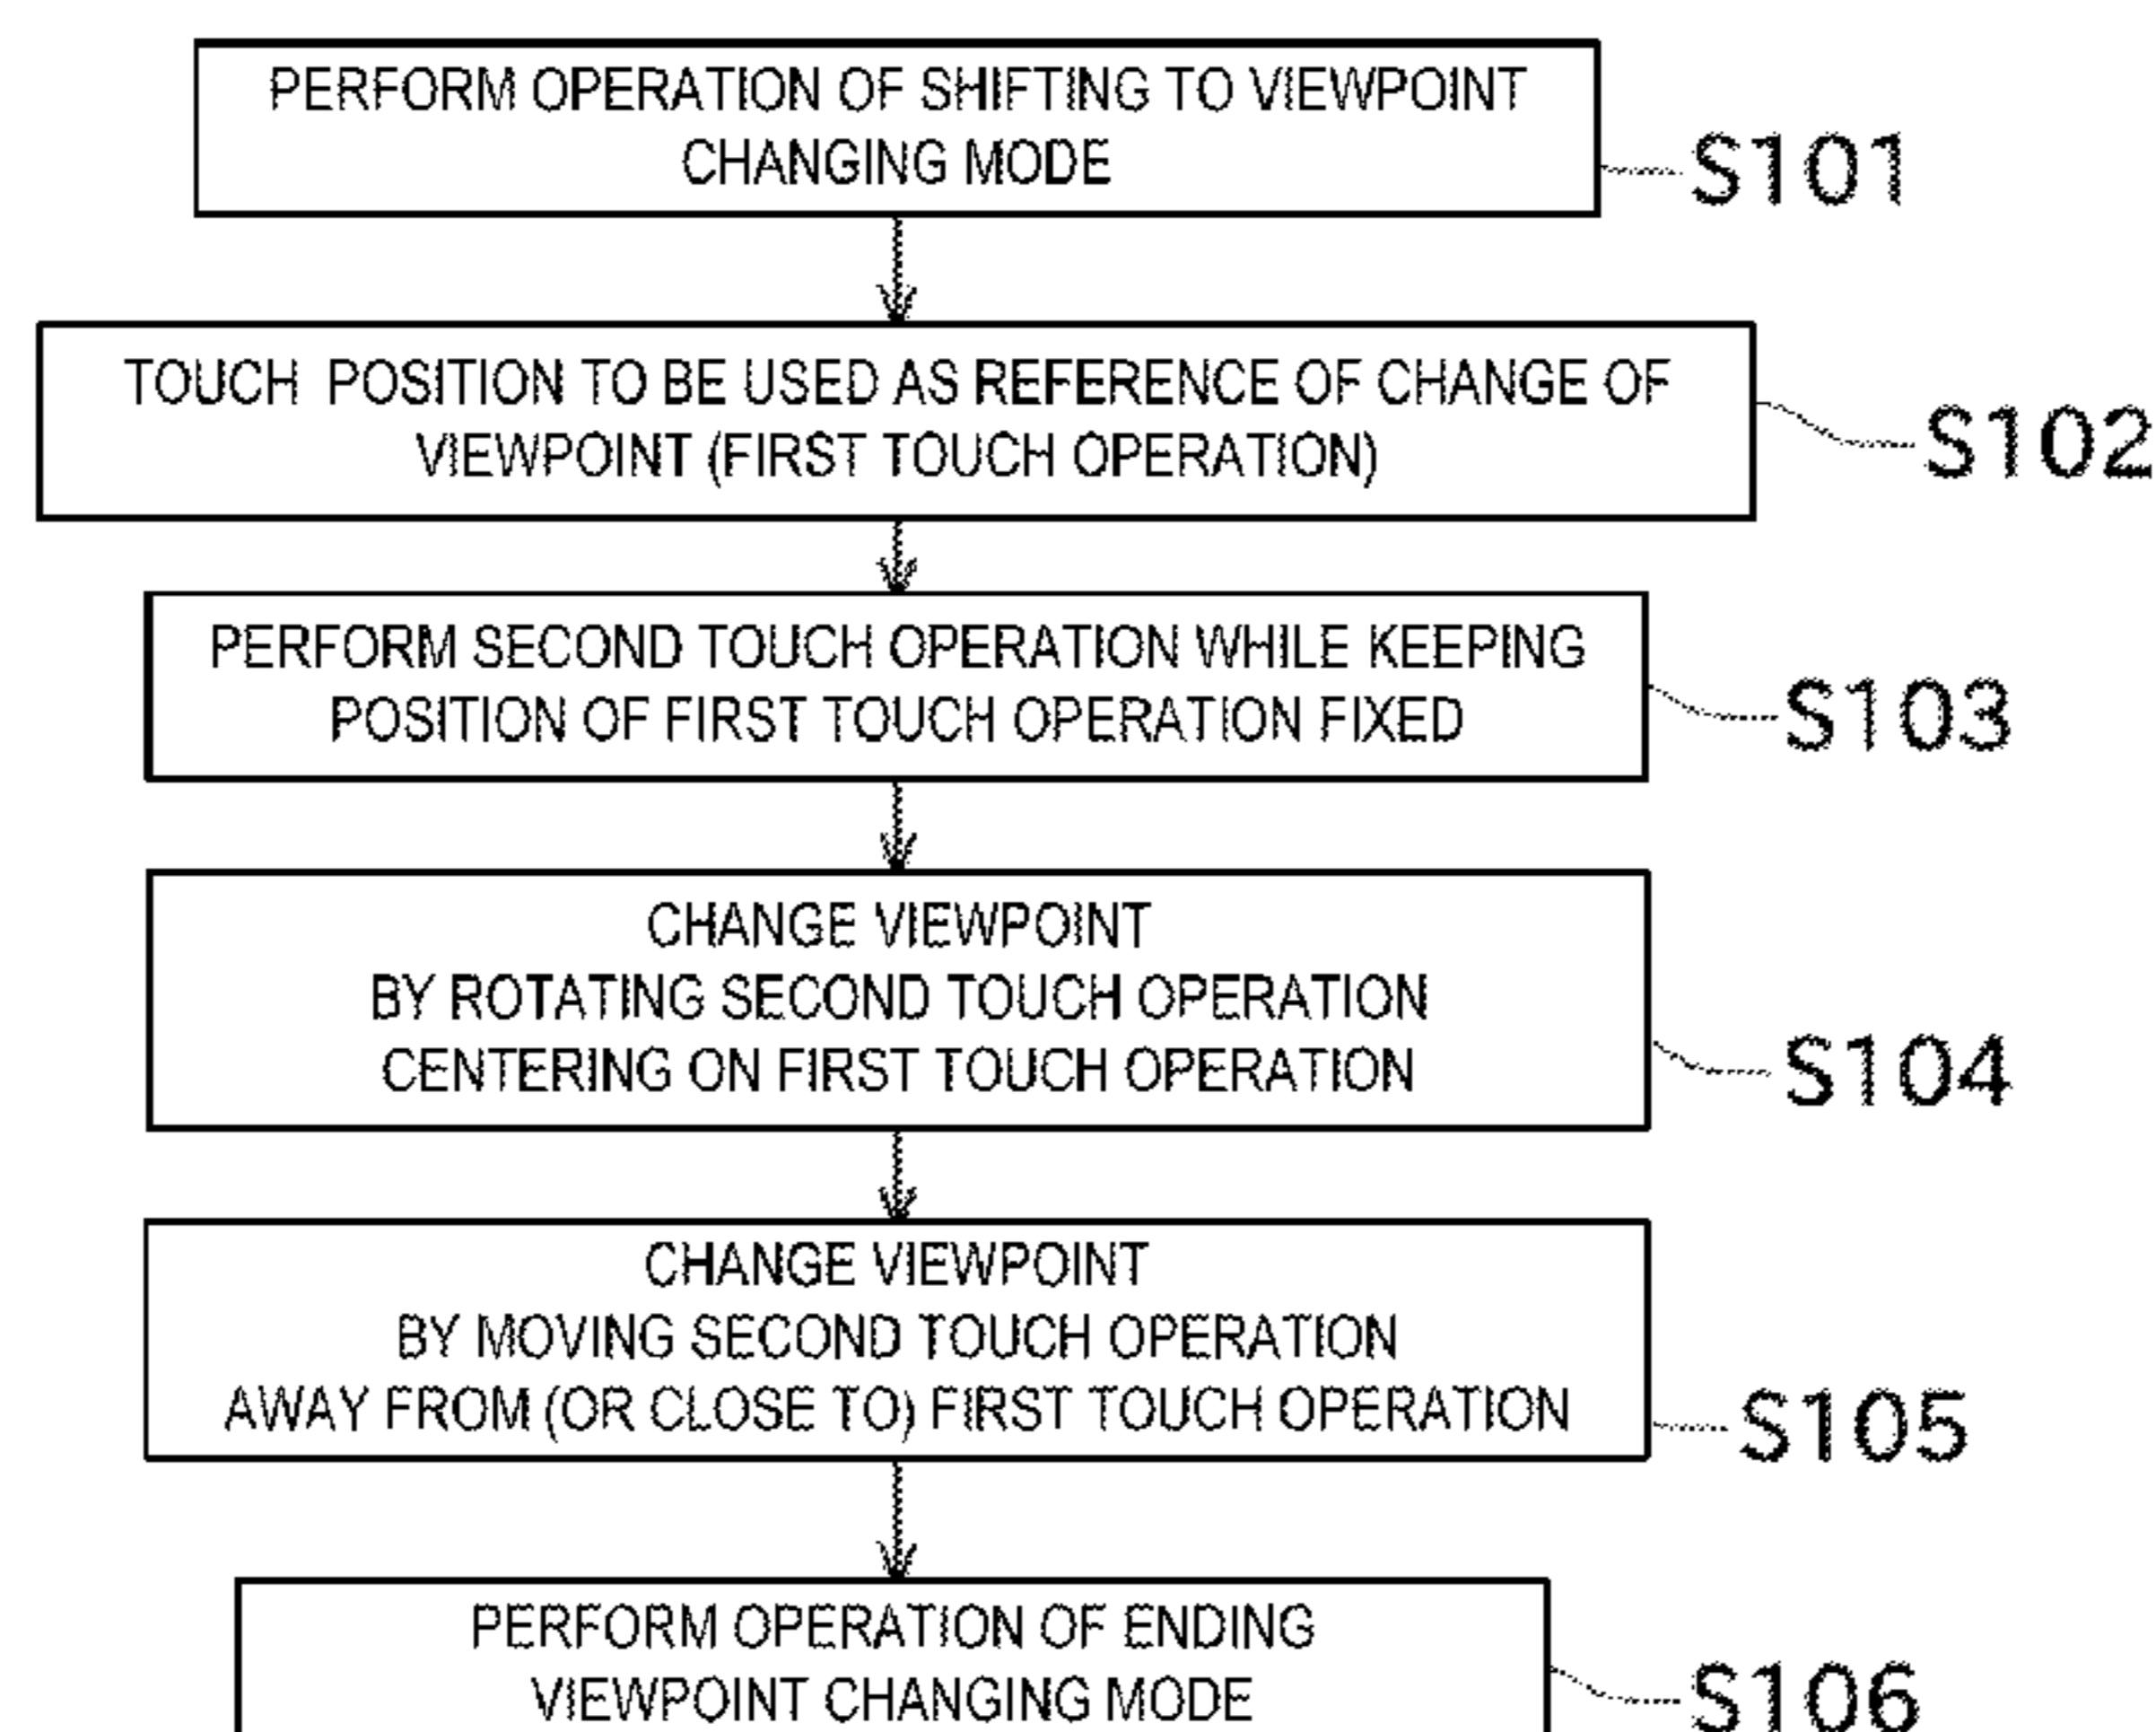 PERFORM OPERATION OF SHIFTING TO VIEWPOINT
CHANGING MODE
S101
TOUCH POSITION TO BE USED AS REFERENCE OF CHANGE OF
VIEWPOINT (FIRST TOUCH OPERATION)
S102
PERFORM SECOND TOUCH OPERATION WHILE KEEPING
POSITION OF FIRST TOUCH OPERATION FIXED
S103
CHANGE VIEWPOINT
BY ROTATING SECOND TOUCH OPERATION
CENTERING ON FIRST TOUCH OPERATION
S104
CHANGE VIEWPOINT
BY MOVING SECOND TOUCH OPERATION
AWAY FROM (OR CLOSE TO) FIRST TOUCH OPERATION
S105
PERFORM OPERATION OF ENDING
VIEWPOINT CHANGING MODE
S106